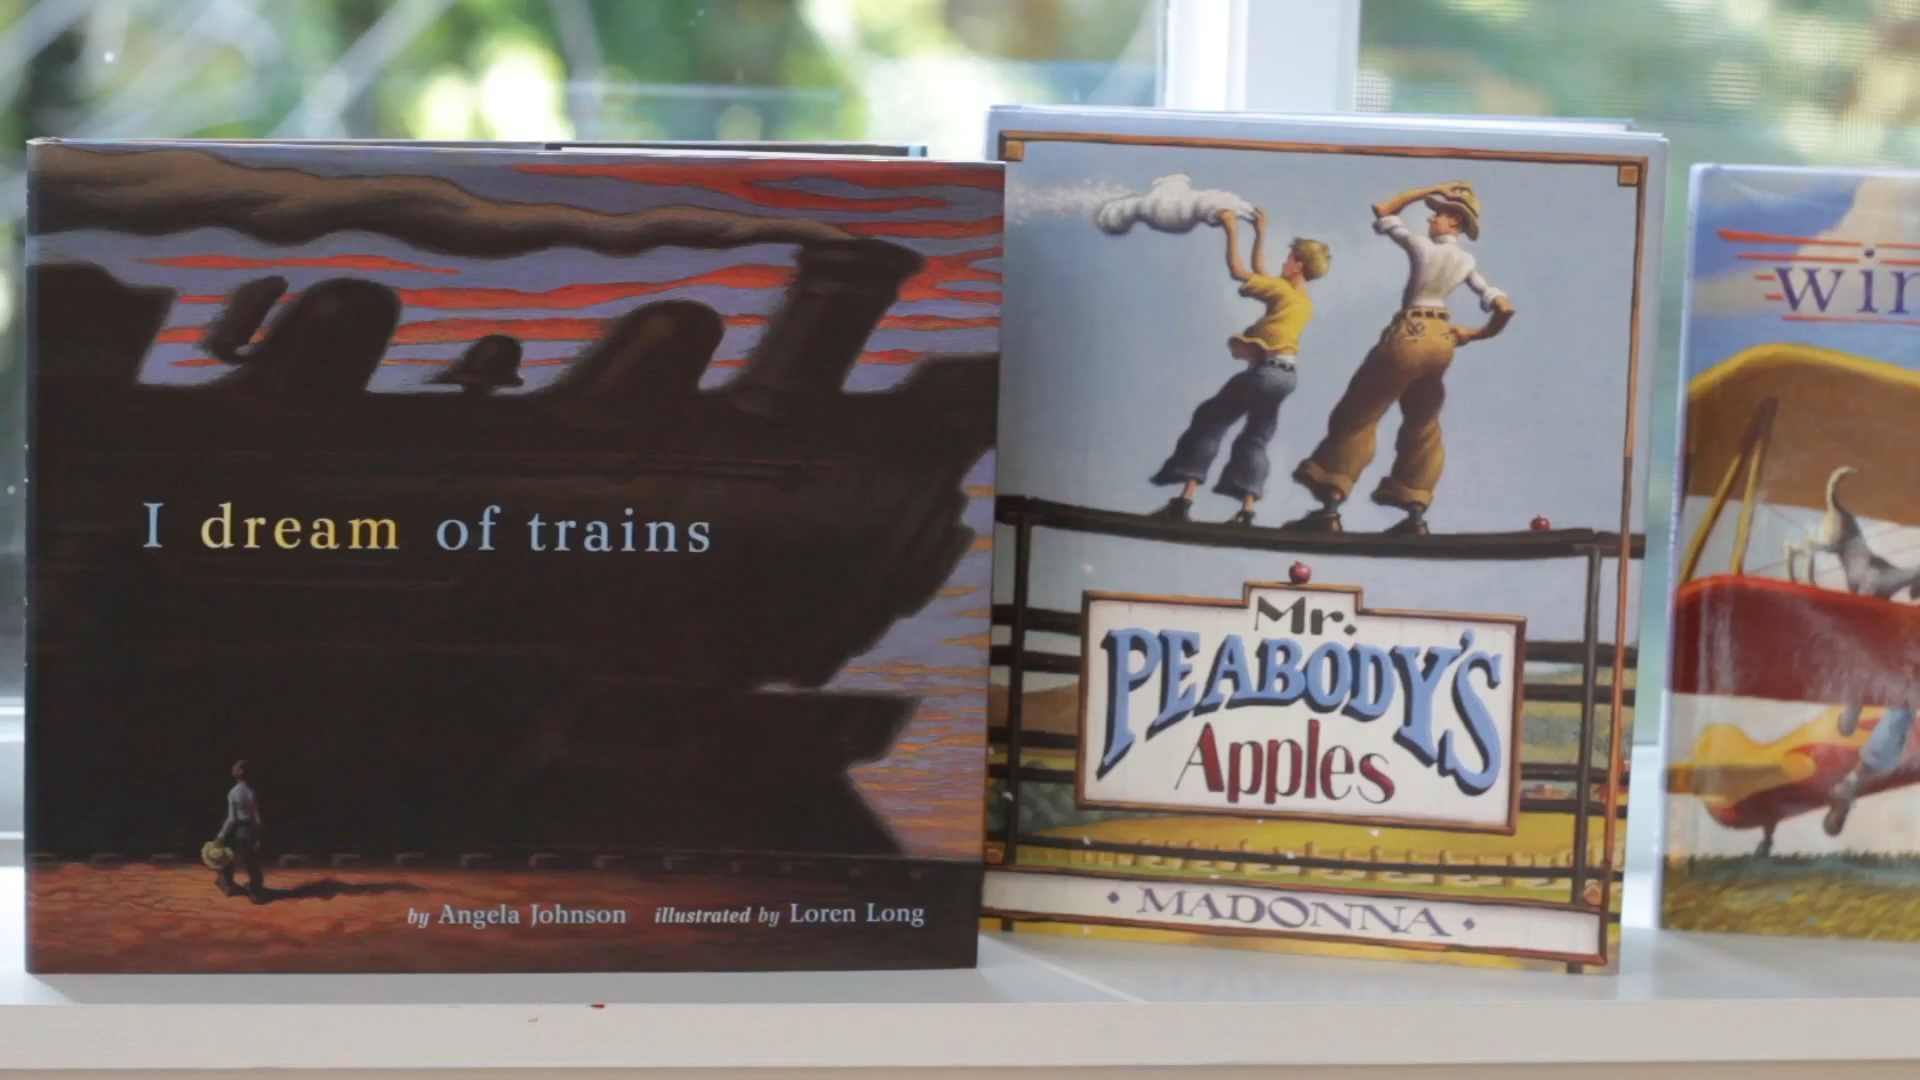 I dream of trains
by Angela Johnson illustrated by Loren Long
Mr.
PEABODY'S
Apples
MADONNA